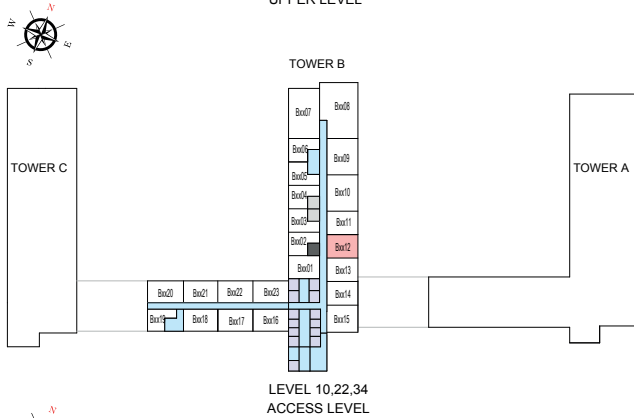 UPPER LEVEL
N
W
E
S
TOWER B
Bxx07
Bxx08
Bxx06
Bxx09
Bxx05
TOWER C
TOWER A
Bxx04
Bxx10
Bxx03
Bxx11
Bxx02
Bxx12
Bxx01
Bxx13
Bxx20
Bxx21
Bxx22
Bxx23
Bxx14
Bxx19
Bxx18
Bxx17
Bxx16
Bxx15
LEVEL 10,22,34
ACCESS LEVEL
N